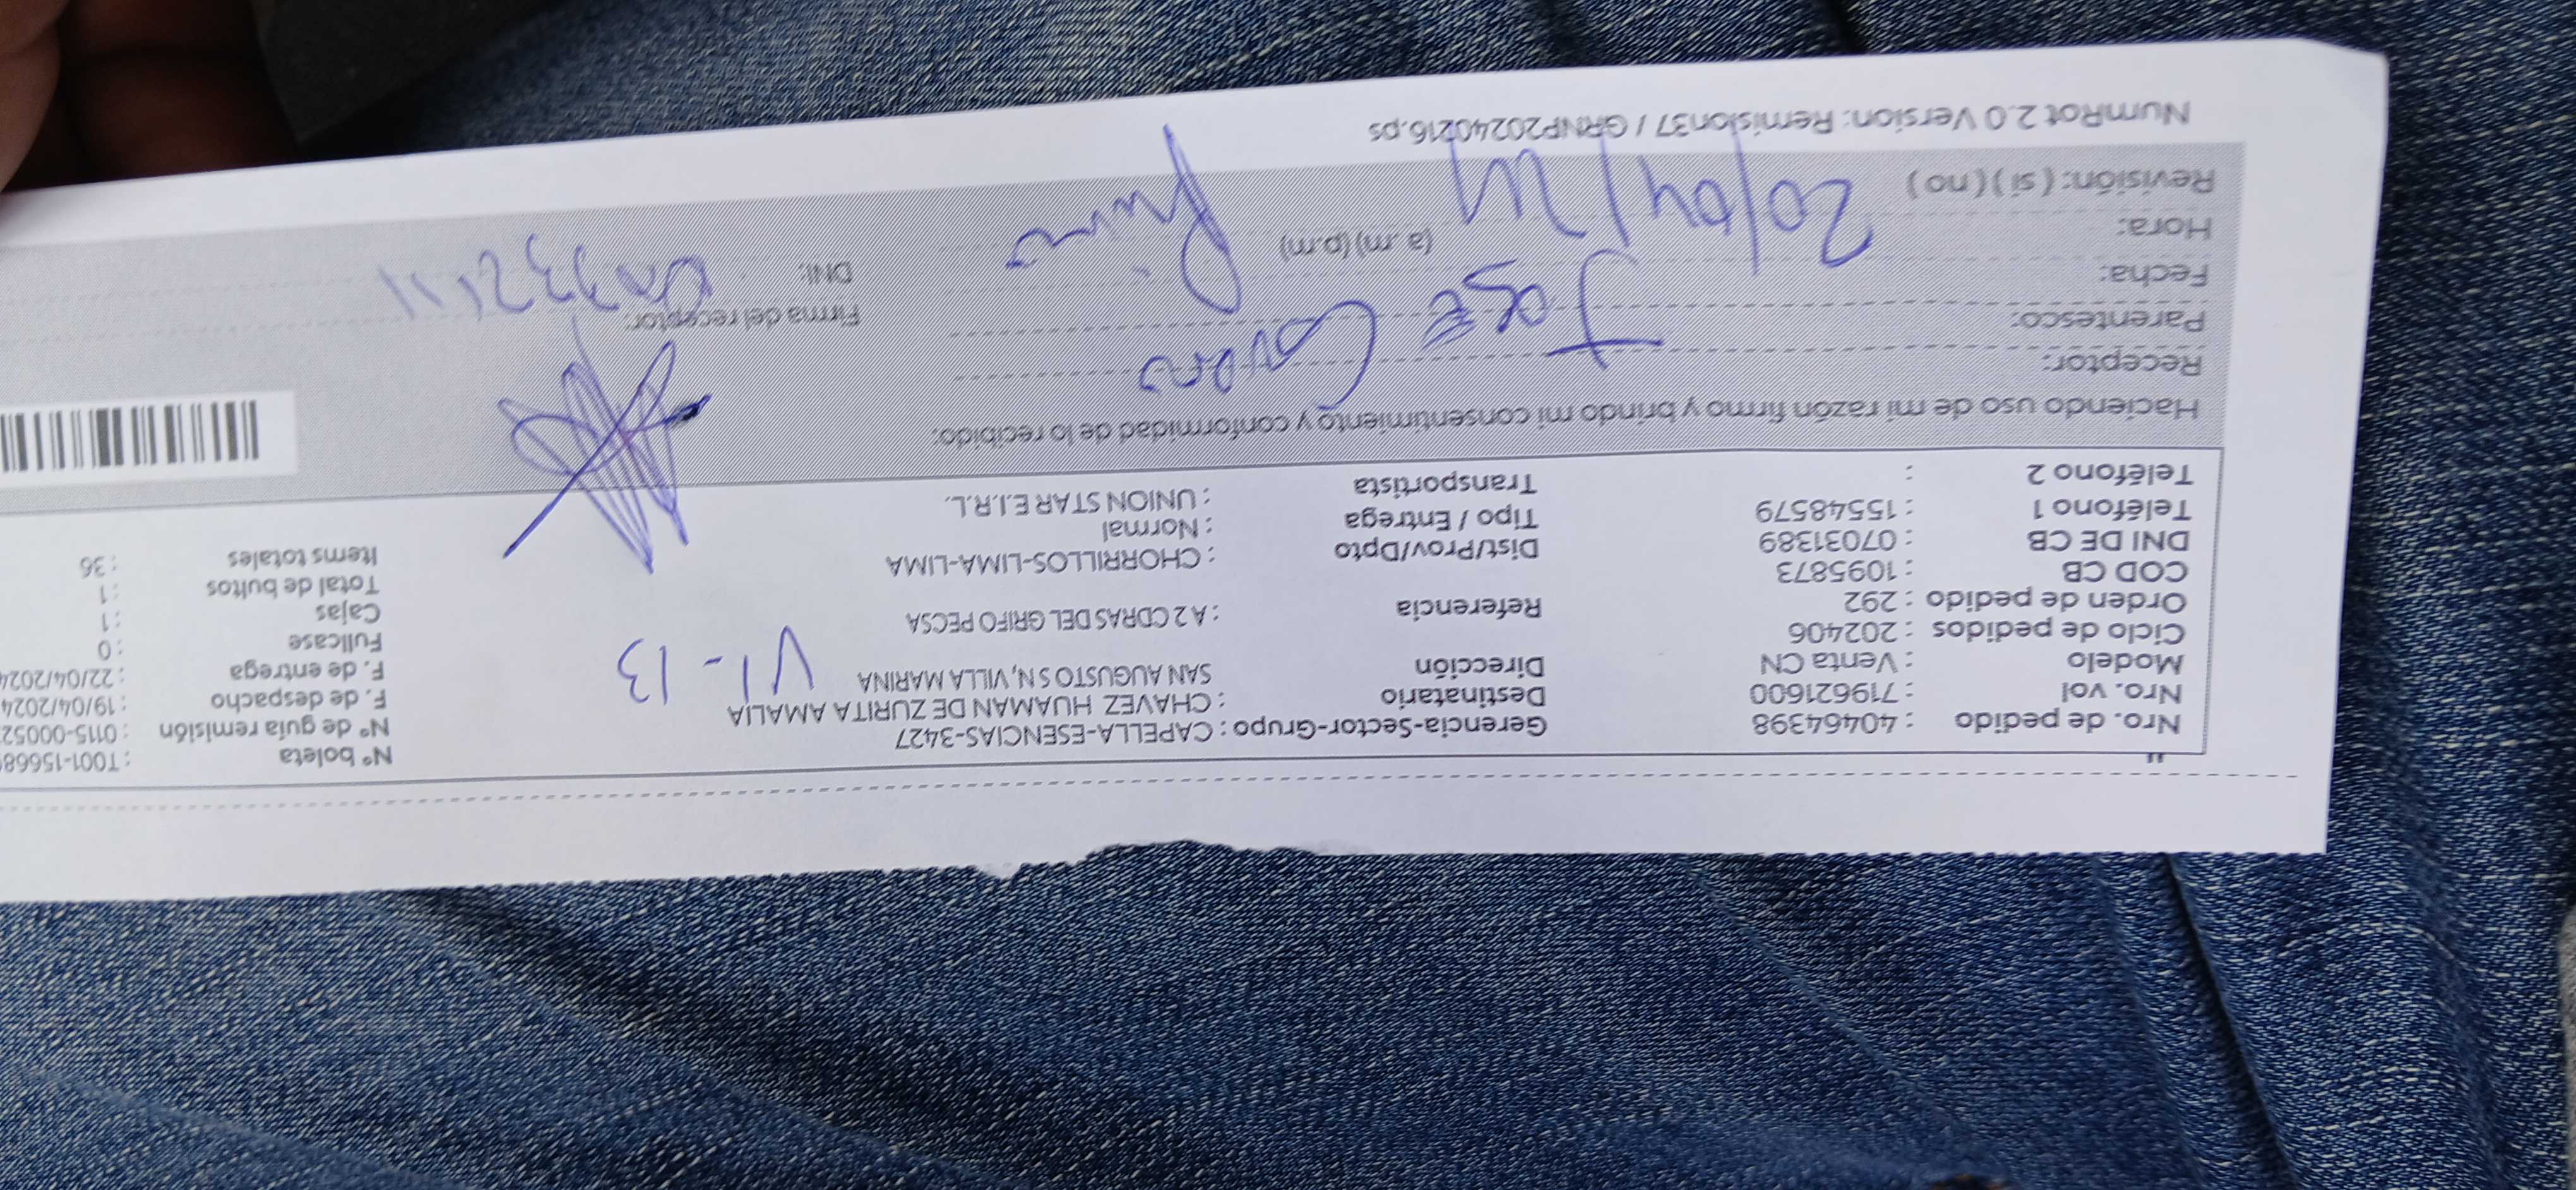 Nro. de pedido : 40464398
Nro. vol : 719621600
Modelo : Venta CN
Ciclo de pedidos : 202406
Orden de pedido : 292
COD CB : 1095873
DNI DE CB : 07031389
Teléfono 1 : 15548579
Teléfono 2 :
Gerencia-Sector-Grupo : CAPELLA-ESENCIAS-3427
Destinatario : CHAVEZ HUAMAN DE ZURITA AMALIA
Dirección SAN AUGUSTO S N, VILLA MARINA
V1-13
Referencia : A 2 CDRAS DEL GRIFO PECSA
Dist/Prov/Dpto : CHORRILLOS-LIMA-LIMA
Tipo / Entrega : Normal
Transportista : UNION STAR E.I.R.L.
N° boleta : T001-15668
N° de guía remisión : 0115-00052
F. de despacho : 19/04/2024
F. de entrega : 22/04/2024
Fullcase : 0
Cajas : 1
Total de bultos : 1
Items totales : 36
Haciendo uso de mi razón firmo y brindo mi consentimiento y conformidad de lo recibido:
Receptor: JOSE
Parentesco:
Fecha: 20/04/24
Hora: (a .m) (p.m)
Revisión: ( si ) ( no )
Firma del receptor:
DNI:
NumRot 2.0 Version: Remision37 / GRNP20240216.ps